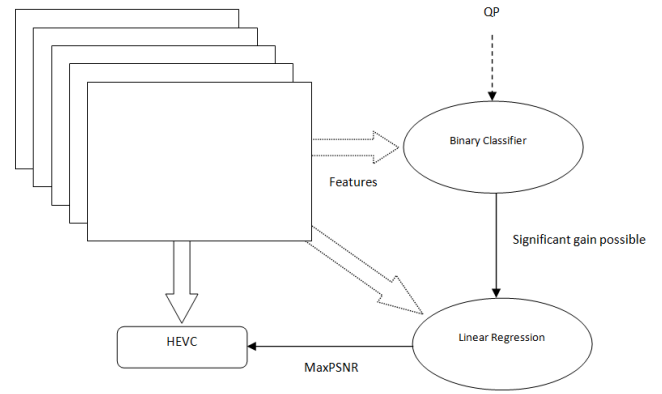 QP
Binary Classifier
Features
Significant gain possible
Linear Regression
HEVC
MaxPSNR